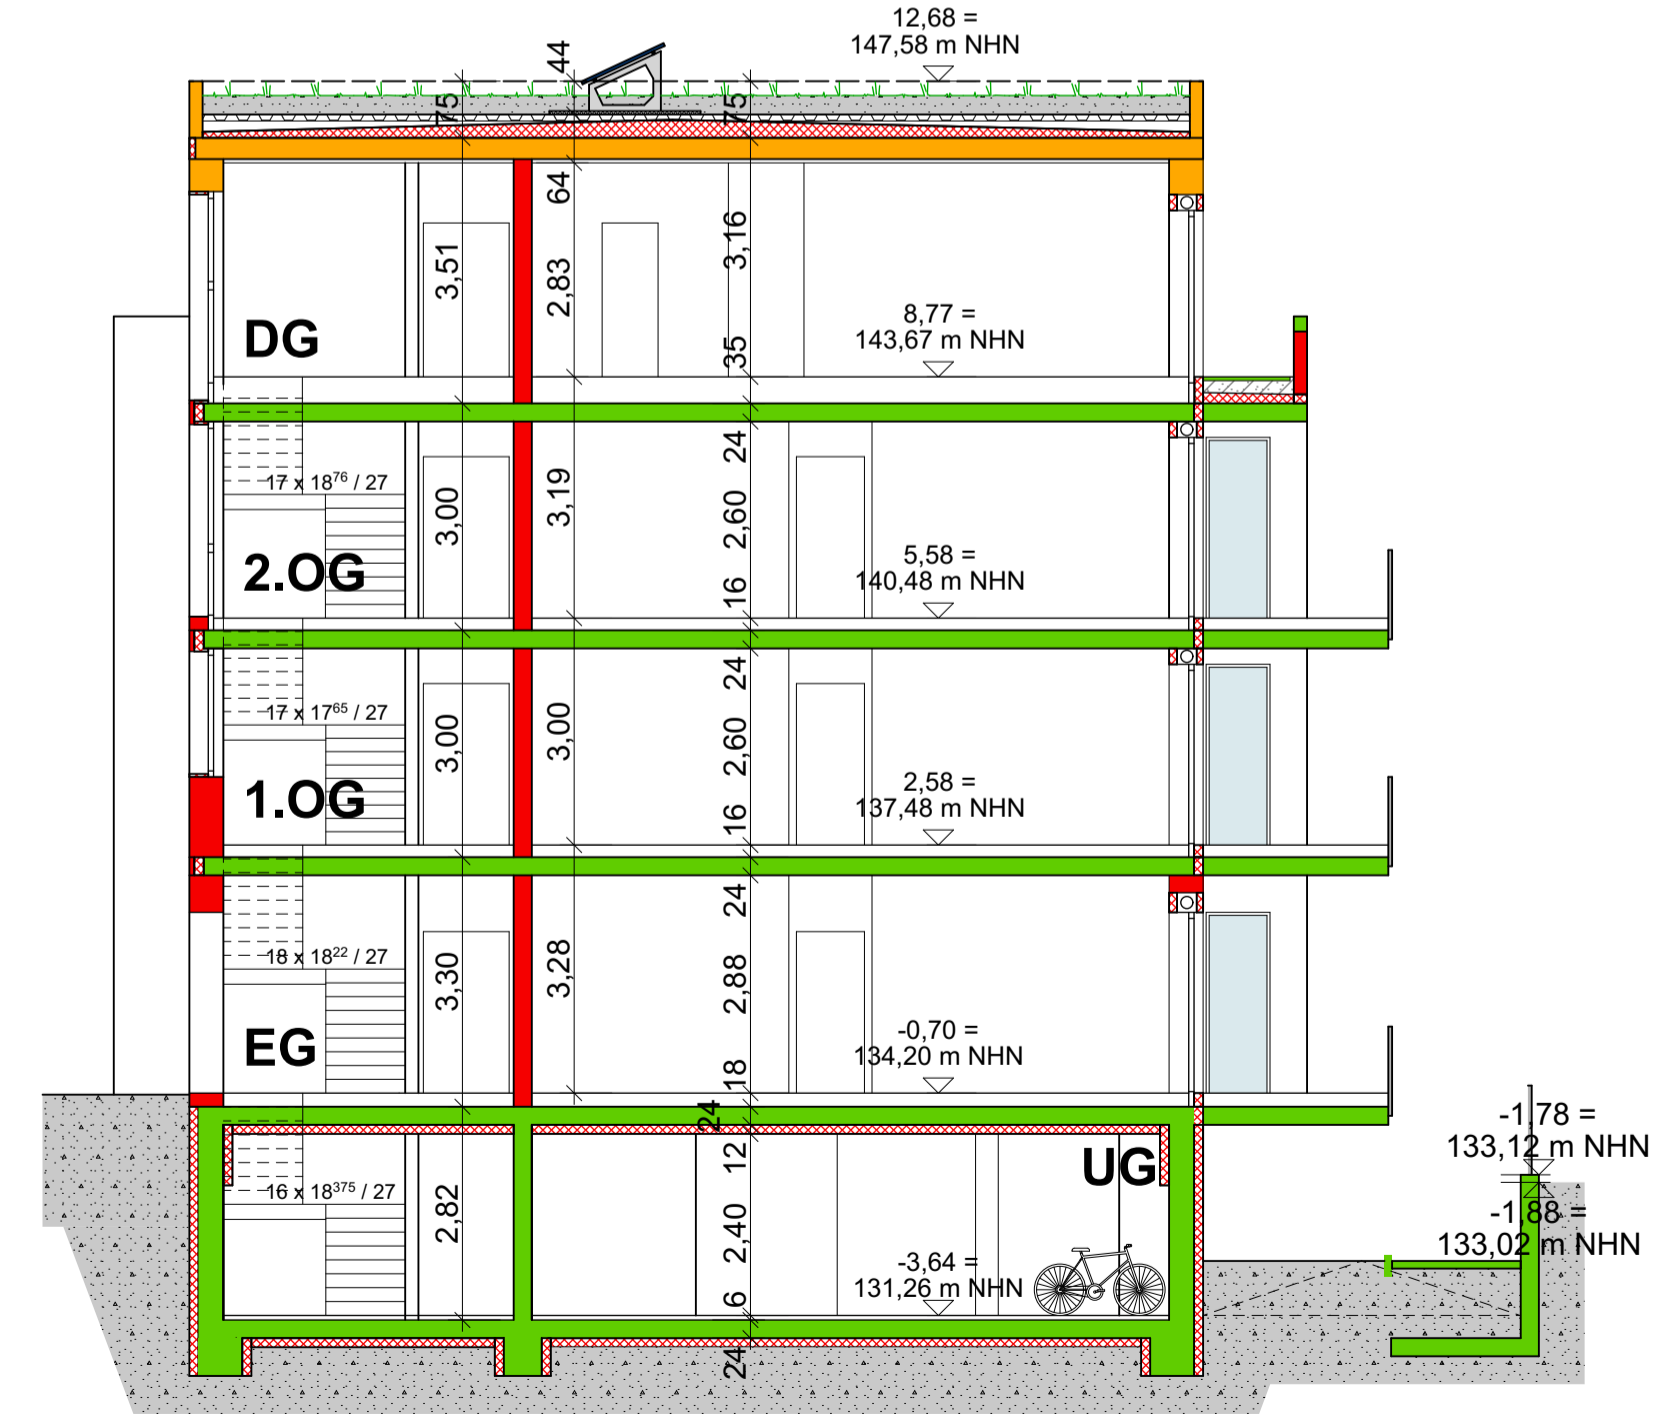 12,68 =
147,58 m NHN
44
75
75
64
3,16
3,51
2,83
35
DG
8,77 =
143,67 m NHN
24
17 x 18⁷⁶ / 27
3,00
3,19
2,60
16
2.OG
5,58 =
140,48 m NHN
24
17 x 17⁶⁵ / 27
3,00
3,00
2,60
16
1.OG
2,58 =
137,48 m NHN
24
18 x 18²² / 27
3,30
3,28
2,88
18
EG
-0,70 =
134,20 m NHN
24
12
UG
16 x 18³⁷⁵ / 27
2,82
2,40
6
-3,64 =
131,26 m NHN
24
-1,78 =
133,12 m NHN
-1,88 =
133,02 m NHN